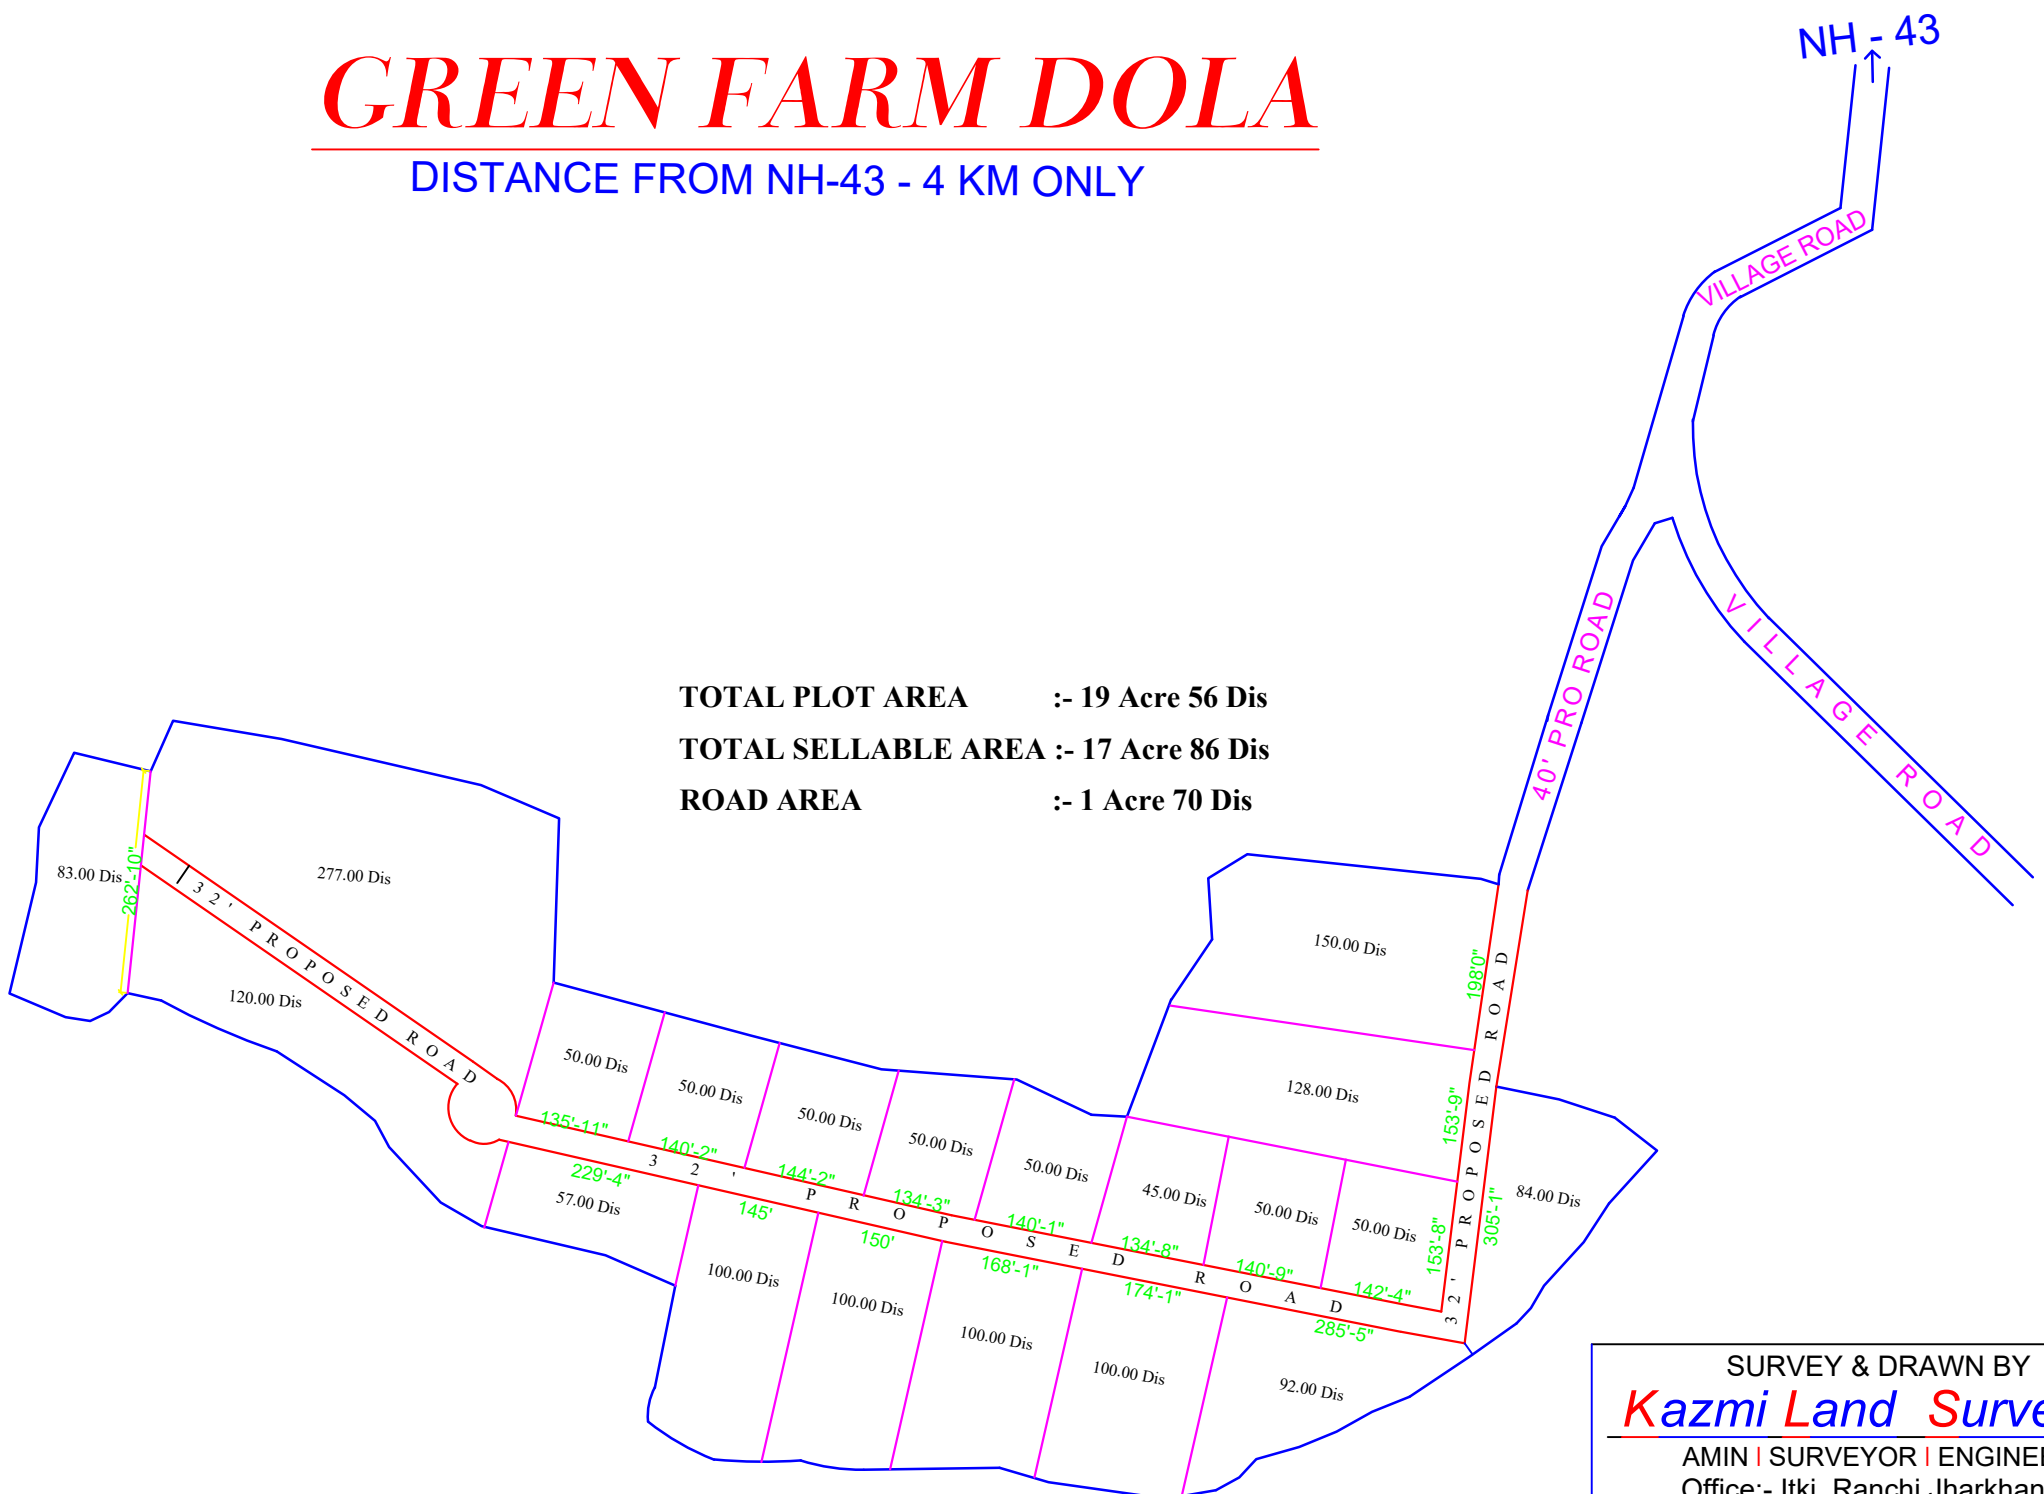 NH - 43
GREEN FARM DOLA
DISTANCE FROM NH-43 - 4 KM ONLY
VILLAGE ROAD
40' PRO ROAD
VILLAGE ROAD
TOTAL PLOT AREA :- 19 Acre 56 Dis
TOTAL SELLABLE AREA :- 17 Acre 86 Dis
ROAD AREA :- 1 Acre 70 Dis
83.00 Dis
262'-10"
277.00 Dis
32' PROPOSED ROAD
120.00 Dis
150.00 Dis
198'0"
128.00 Dis
153'-9"
32' PROPOSED ROAD
50.00 Dis
50.00 Dis
50.00 Dis
50.00 Dis
50.00 Dis
45.00 Dis
50.00 Dis
50.00 Dis
153'-8"
305'-1"
84.00 Dis
135'-11"
140'-2"
144'-2"
134'-3"
140'-1"
134'-8"
140'-9"
142'-4"
32' PROPOSED ROAD
229'-4"
145'
150'
168'-1"
174'-1"
285'-5"
57.00 Dis
100.00 Dis
100.00 Dis
100.00 Dis
100.00 Dis
92.00 Dis
SURVEY & DRAWN BY
Kazmi Land Surve
AMIN | SURVEYOR | ENGINE
Office:- Itki, Ranchi Jharkhan